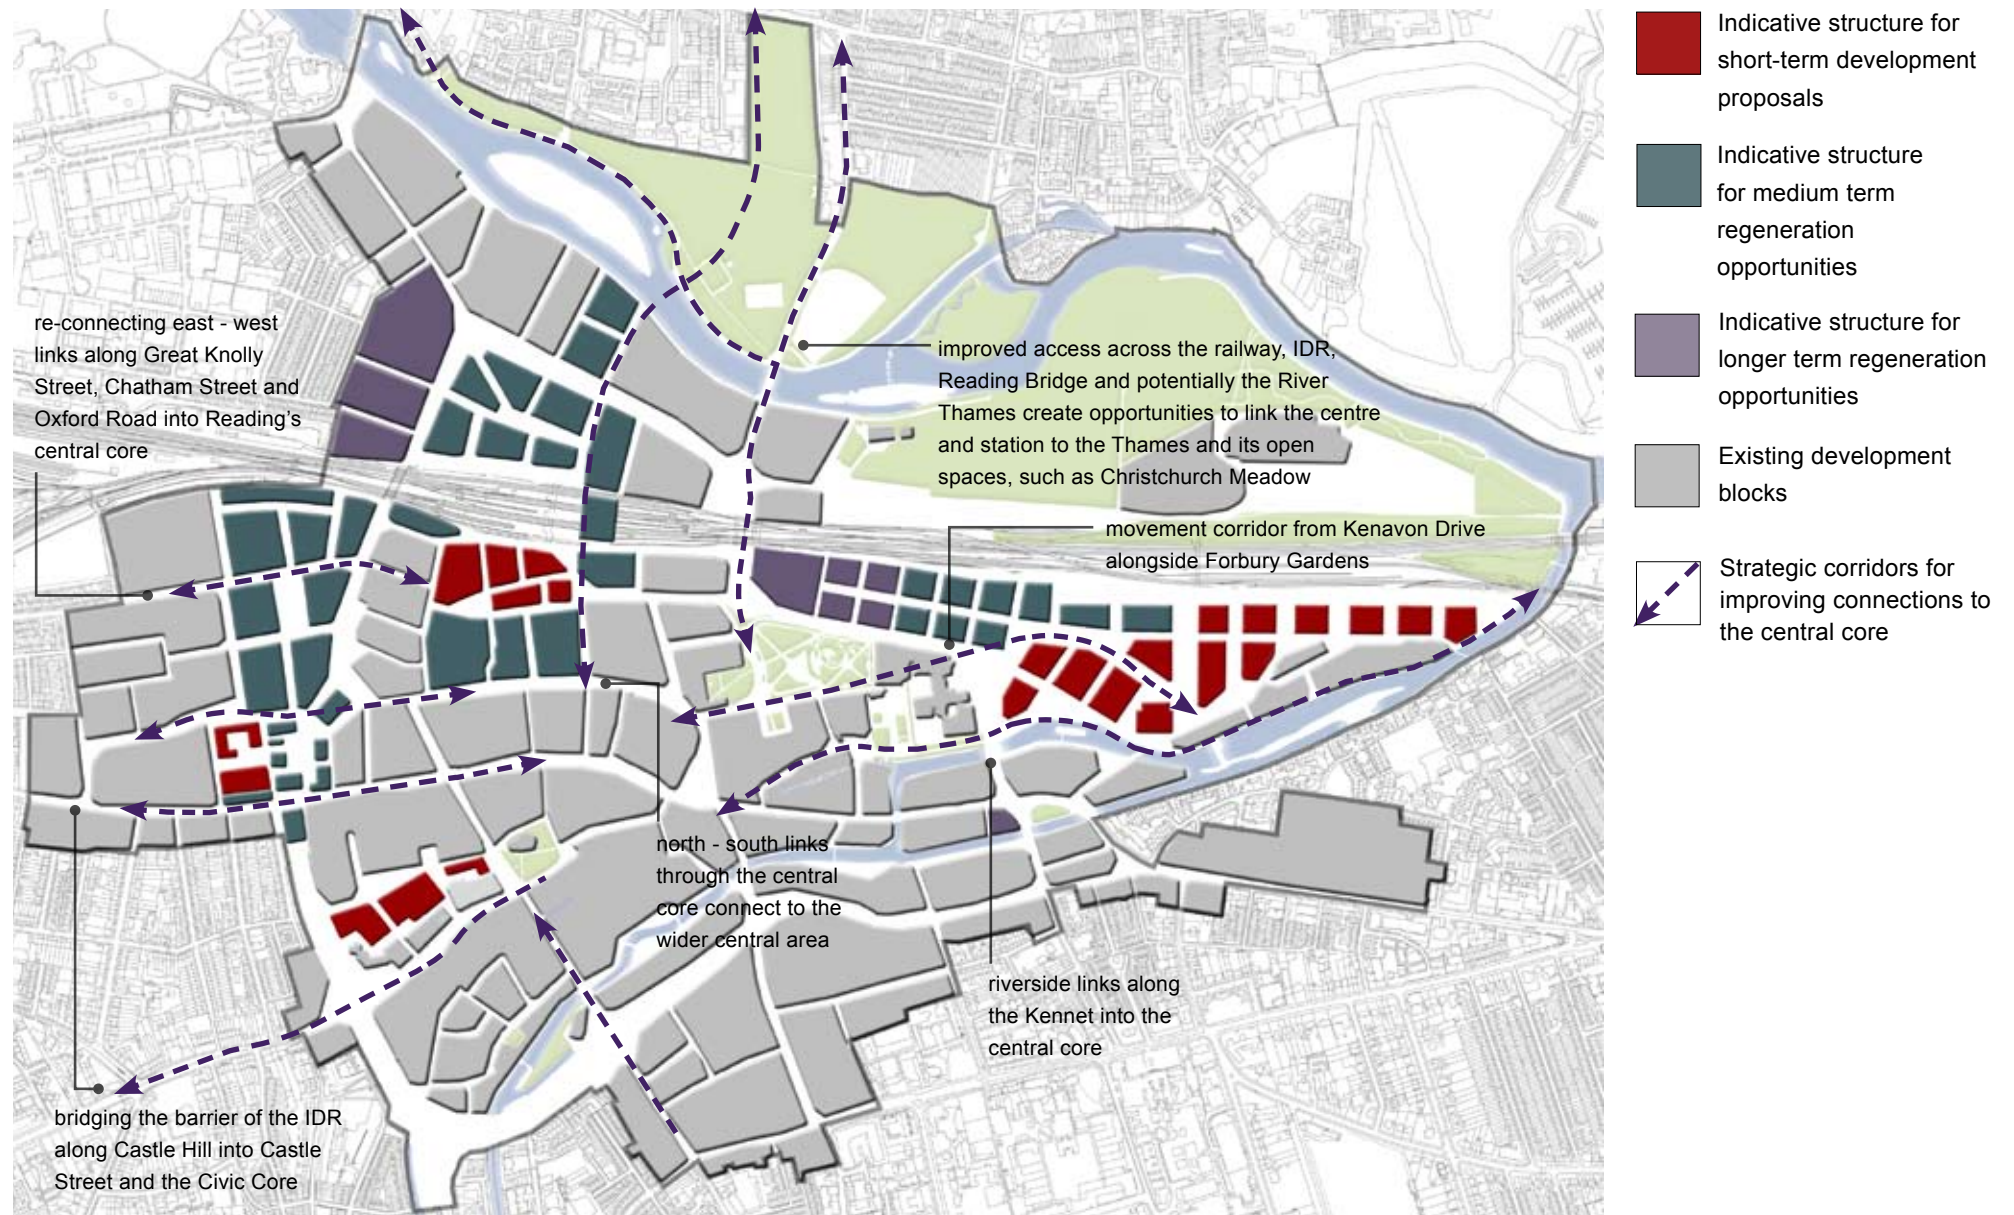 re-connecting east - west
links along Great Knolly
Street, Chatham Street and
Oxford Road into Reading's
central core
improved access across the railway, IDR,
Reading Bridge and potentially the River
Thames create opportunities to link the centre
and station to the Thames and its open
spaces, such as Christchurch Meadow
movement corridor from Kenavon Drive
alongside Forbury Gardens
north - south links
through the central
core connect to the
wider central area
riverside links along
the Kennet into the
central core
bridging the barrier of the IDR
along Castle Hill into Castle
Street and the Civic Core
Indicative structure for
short-term development
proposals
Indicative structure
for medium term
regeneration
opportunities
Indicative structure for
longer term regeneration
opportunities
Existing development
blocks
Strategic corridors for
improving connections to
the central core